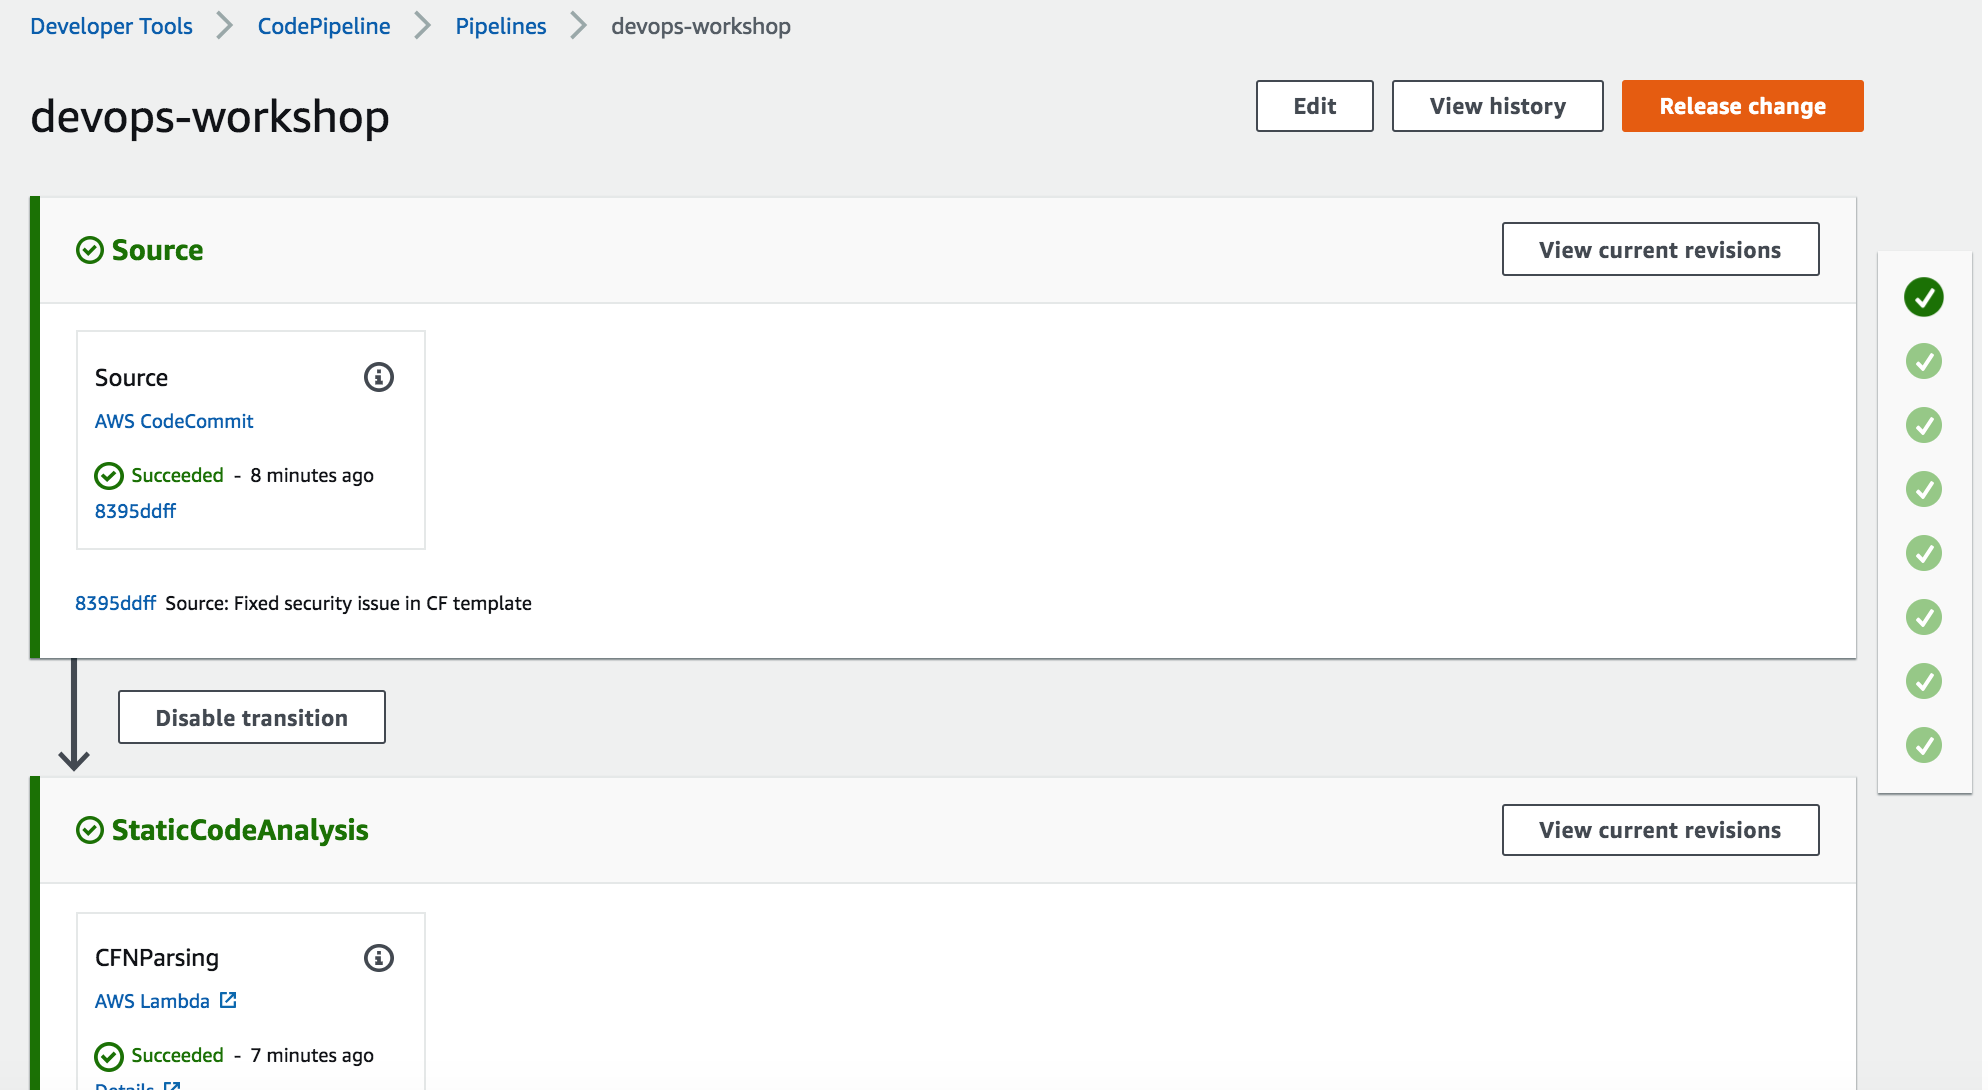 Developer Tools > CodePipeline > Pipelines > devops-workshop
devops-workshop
Edit
View history
Release change
Source
View current revisions
Source
AWS CodeCommit
Succeeded - 8 minutes ago
8395ddff
8395ddff Source: Fixed security issue in CF template
Disable transition
StaticCodeAnalysis
View current revisions
CFNParsing
AWS Lambda
Succeeded - 7 minutes ago
Details